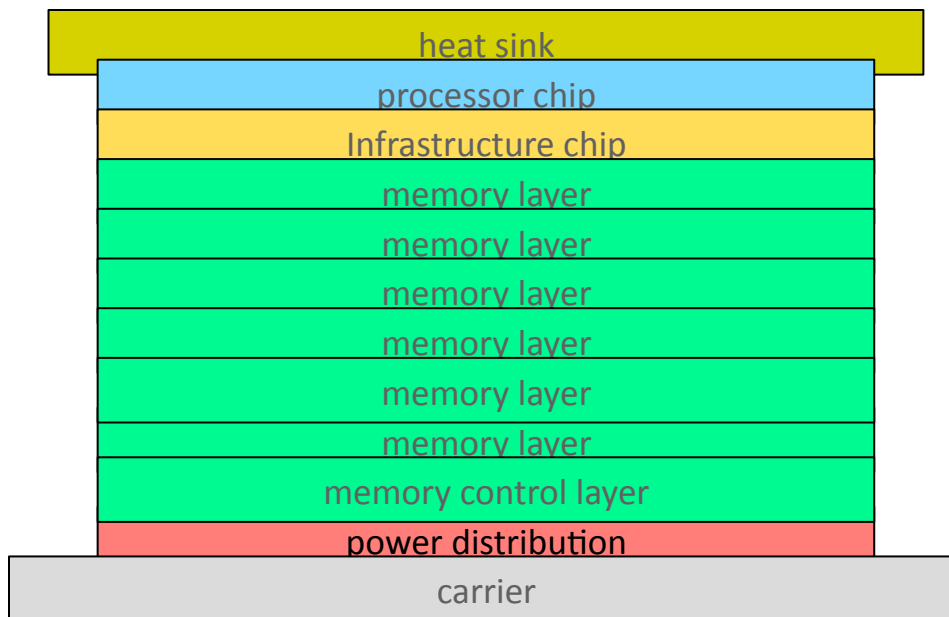 heat sink
processor chip
Infrastructure chip
memory layer
memory layer
memory layer
memory layer
memory layer
memory layer
memory control layer
power distribution
carrier